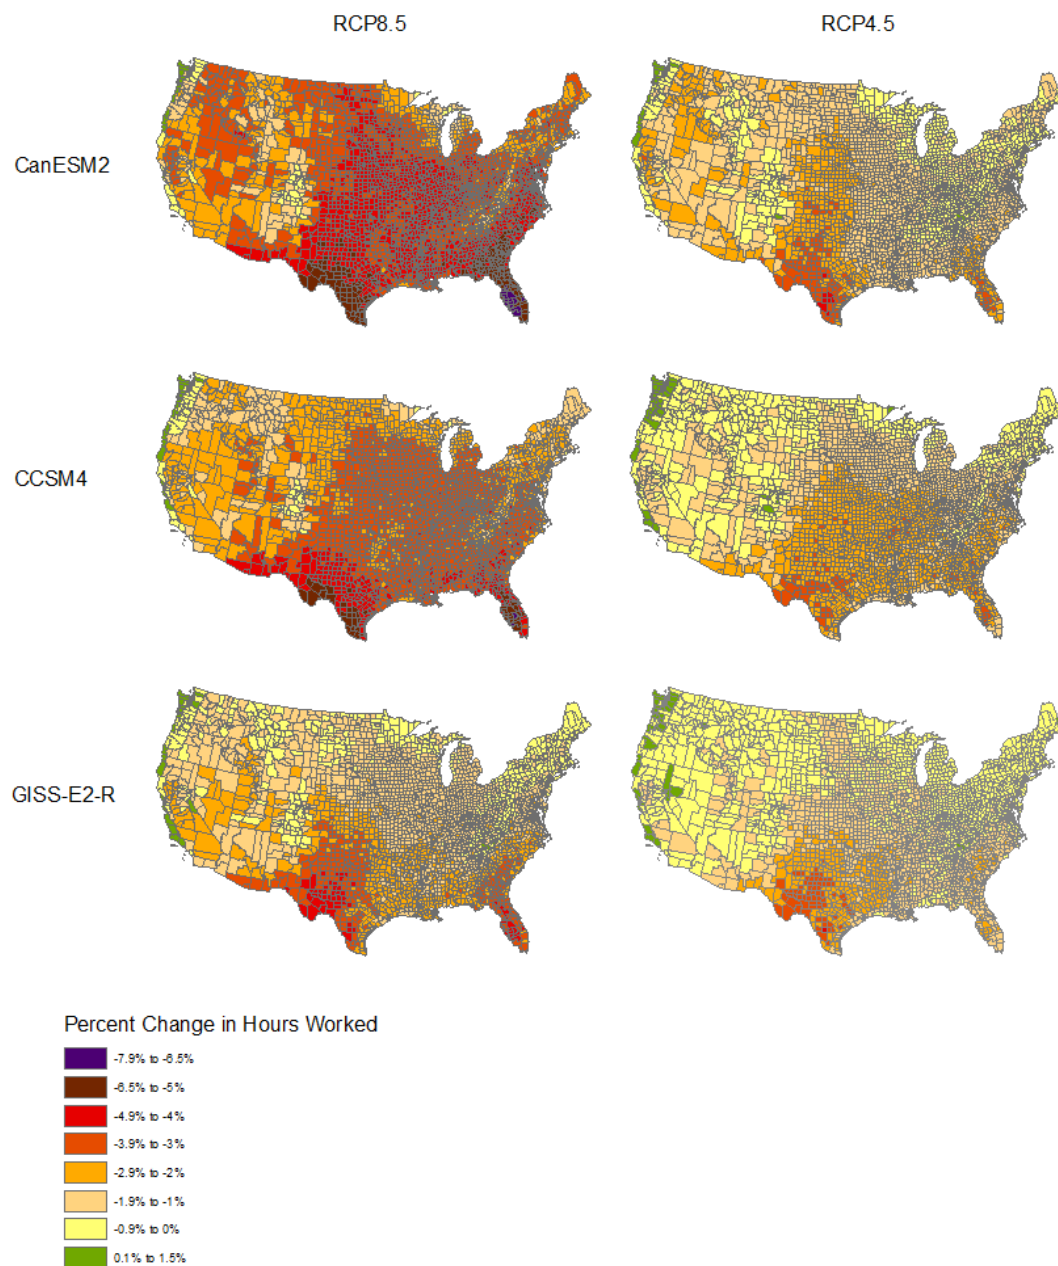 RCP8.5 RCP4.5
CanESM2
CCSM4
GISS-E2-R
Percent Change in Hours Worked
-7.9% to -6.5%
-6.5% to -5%
-4.9% to -4%
-3.9% to -3%
-2.9% to -2%
-1.9% to -1%
-0.9% to 0%
0.1% to 1.5%